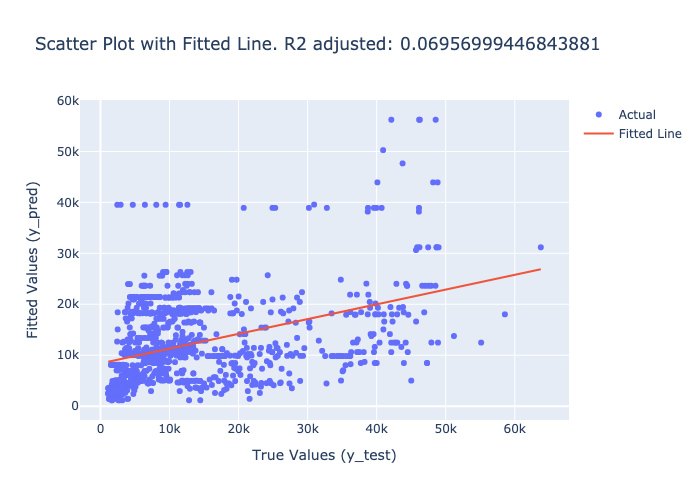 Scatter Plot with Fitted Line. R2 adjusted: 0.06956999446843881
60k
50k
40k
30k
20k
10k
0
Fitted Values (y_pred)
0
10k
20k
30k
40k
50k
60k
True Values (y_test)
Actual
Fitted Line